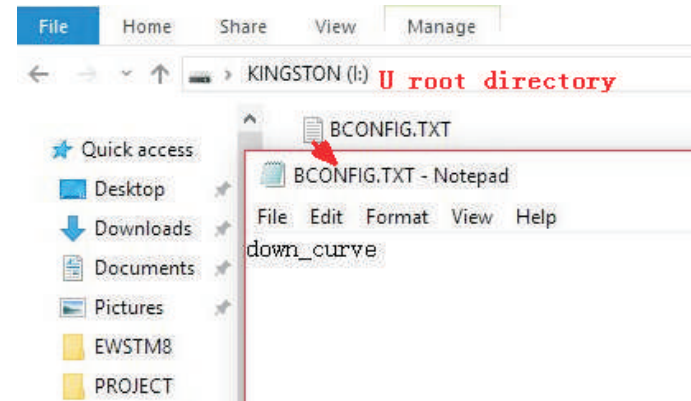 File Home Share View Manage
KINGSTON (I:) U root directory
BCONFIG.TXT
Quick access
BCONFIG.TXT - Notepad
Desktop
File Edit Format View Help
Downloads
down_curve
Documents
Pictures
EWSTM8
PROJECT